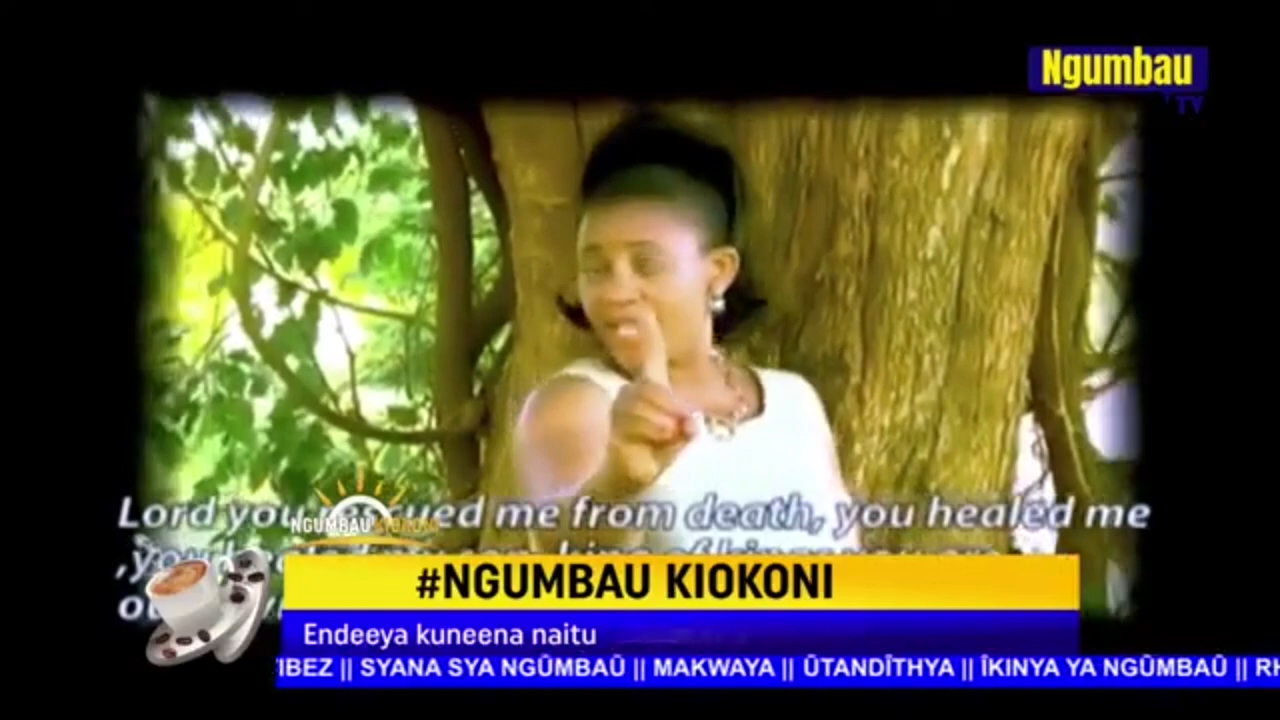 Ngumbau
TV
Lord you rescued me from death, you healed me
NGUMBAU KIOKONI
#NGUMBAU KIOKONI
Endeeya kuneena naitu
IBEZ || SYANA SYA NGŨMBAŨ || MAKWAYA || ŨTANDĨTHYA || ĨKINYA YA NGŨMBAŨ || RH